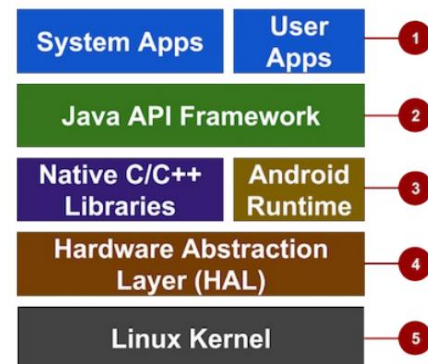 System Apps
User
Apps
1
Java API Framework
2
Native C/C++
Libraries
Android
Runtime
3
Hardware Abstraction
Layer (HAL)
4
Linux Kernel
5